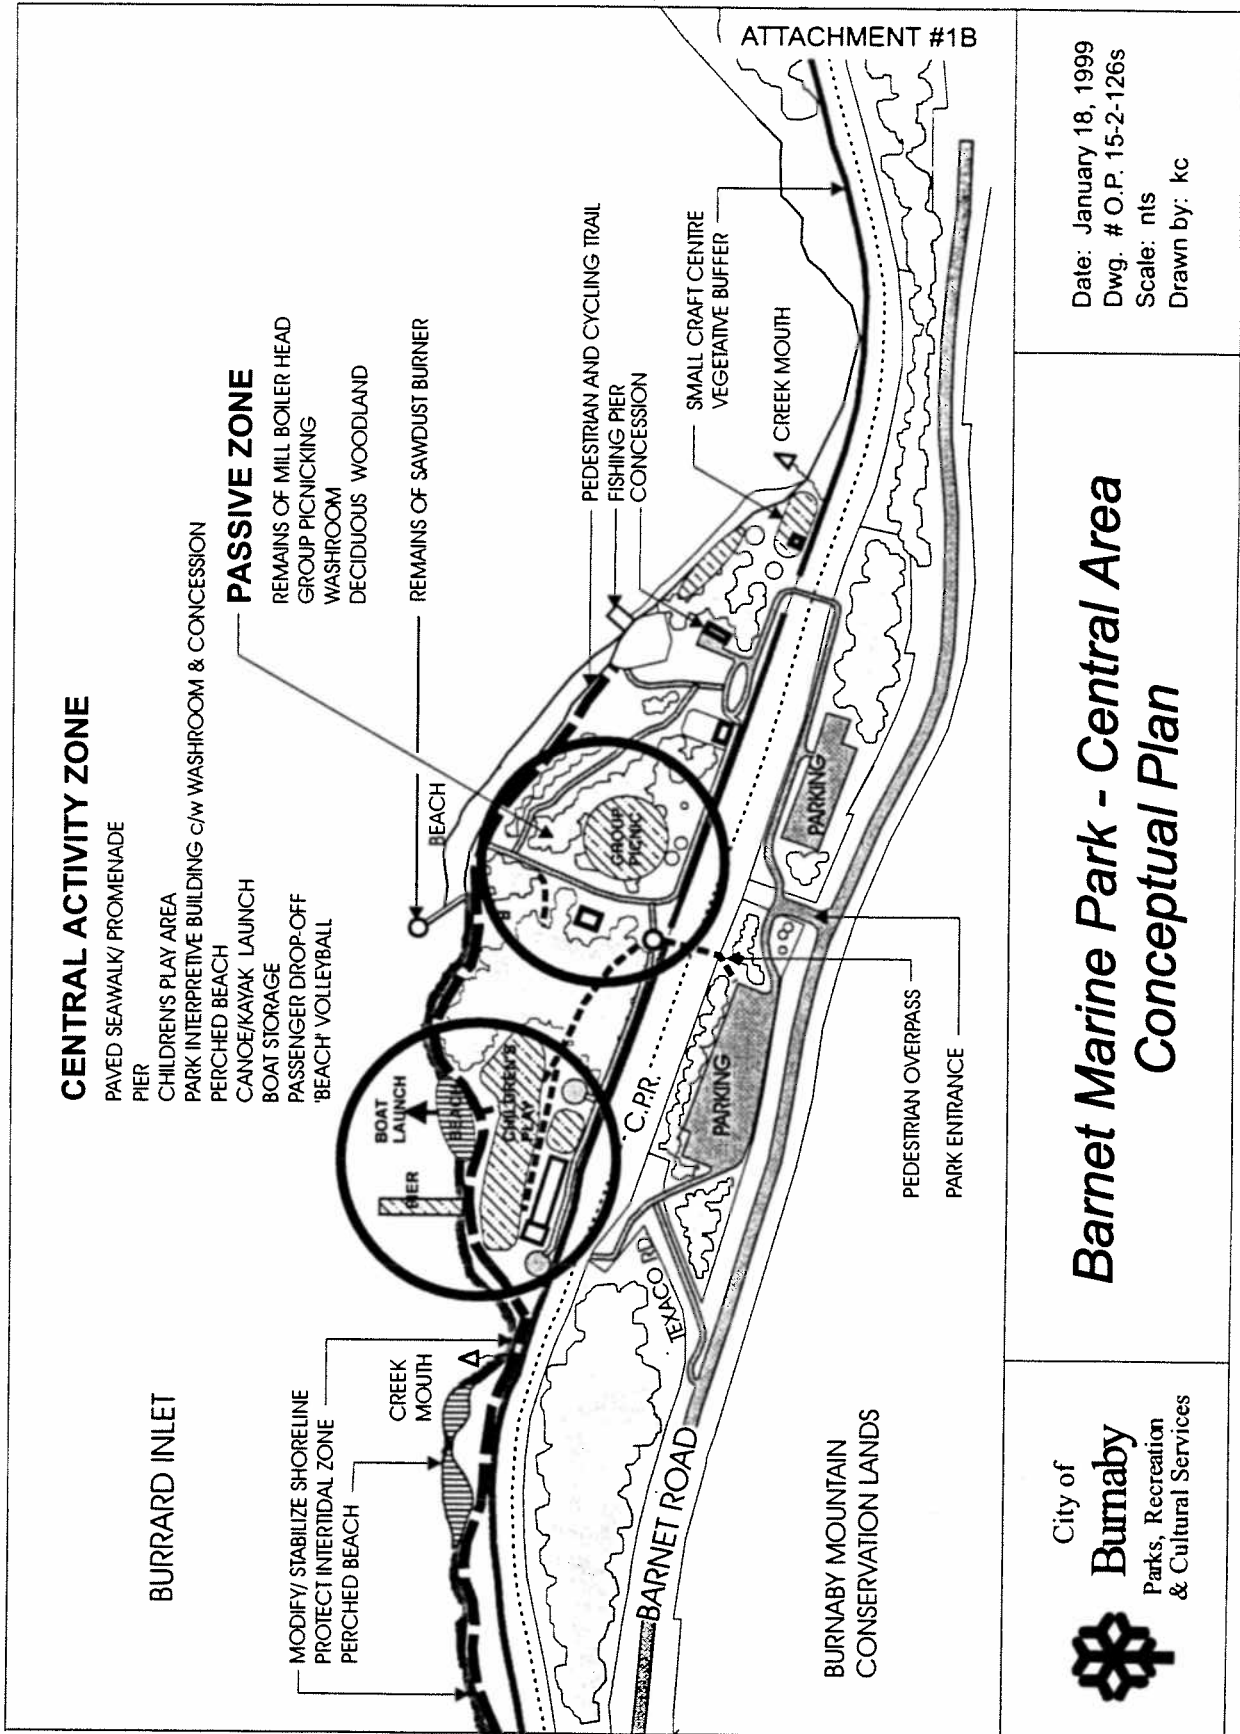 ATTACHMENT #1B
CENTRAL ACTIVITY ZONE
PAVED SEAWALK/ PROMENADE
PIER
CHILDREN'S PLAY AREA
PARK INTERPRETIVE BUILDING c/w WASHROOM & CONCESSION
PERCHED BEACH
CANOE/KAYAK LAUNCH
BOAT STORAGE
PASSENGER DROP-OFF
'BEACH' VOLLEYBALL
PASSIVE ZONE
REMAINS OF MILL BOILER HEAD
GROUP PICNICKING
WASHROOM
DECIDUOUS WOODLAND
REMAINS OF SAWDUST BURNER
BURRARD INLET
MODIFY/ STABILIZE SHORELINE
PROTECT INTERTIDAL ZONE
PERCHED BEACH
CREEK
MOUTH
BOAT
LAUNCH
PIER
BEACH
CHILDREN'S
PLAY
BEACH
GROUP
PICNIC
PEDESTRIAN AND CYCLING TRAIL
FISHING PIER
CONCESSION
SMALL CRAFT CENTRE
VEGETATIVE BUFFER
CREEK MOUTH
C.P.R.
TEXACO RD
PARKING
PARKING
BARNET ROAD
PEDESTRIAN OVERPASS
PARK ENTRANCE
BURNABY MOUNTAIN
CONSERVATION LANDS
City of
Burnaby
Parks, Recreation
& Cultural Services
Barnet Marine Park - Central Area
Conceptual Plan
Date: January 18, 1999
Dwg. # O.P. 15-2-126s
Scale: nts
Drawn by: kc